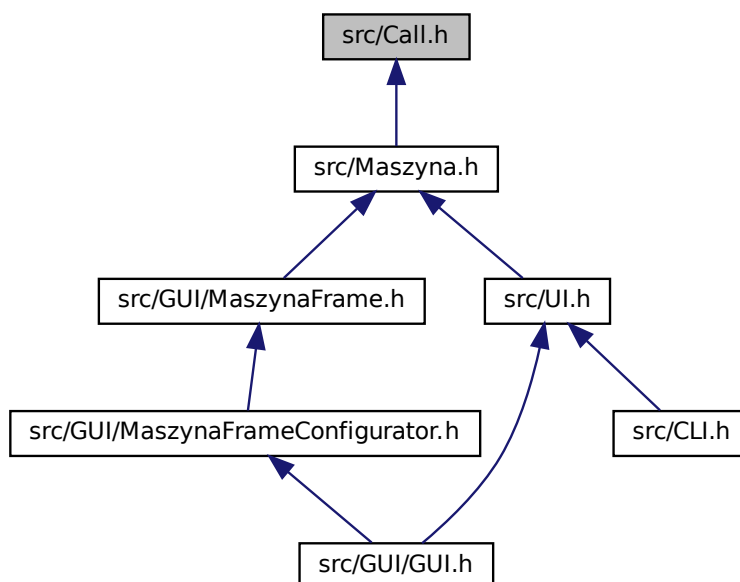 src/Call.h
src/Maszyna.h
src/GUI/MaszynaFrame.h
src/UI.h
src/GUI/MaszynaFrameConfigurator.h
src/CLI.h
src/GUI/GUI.h